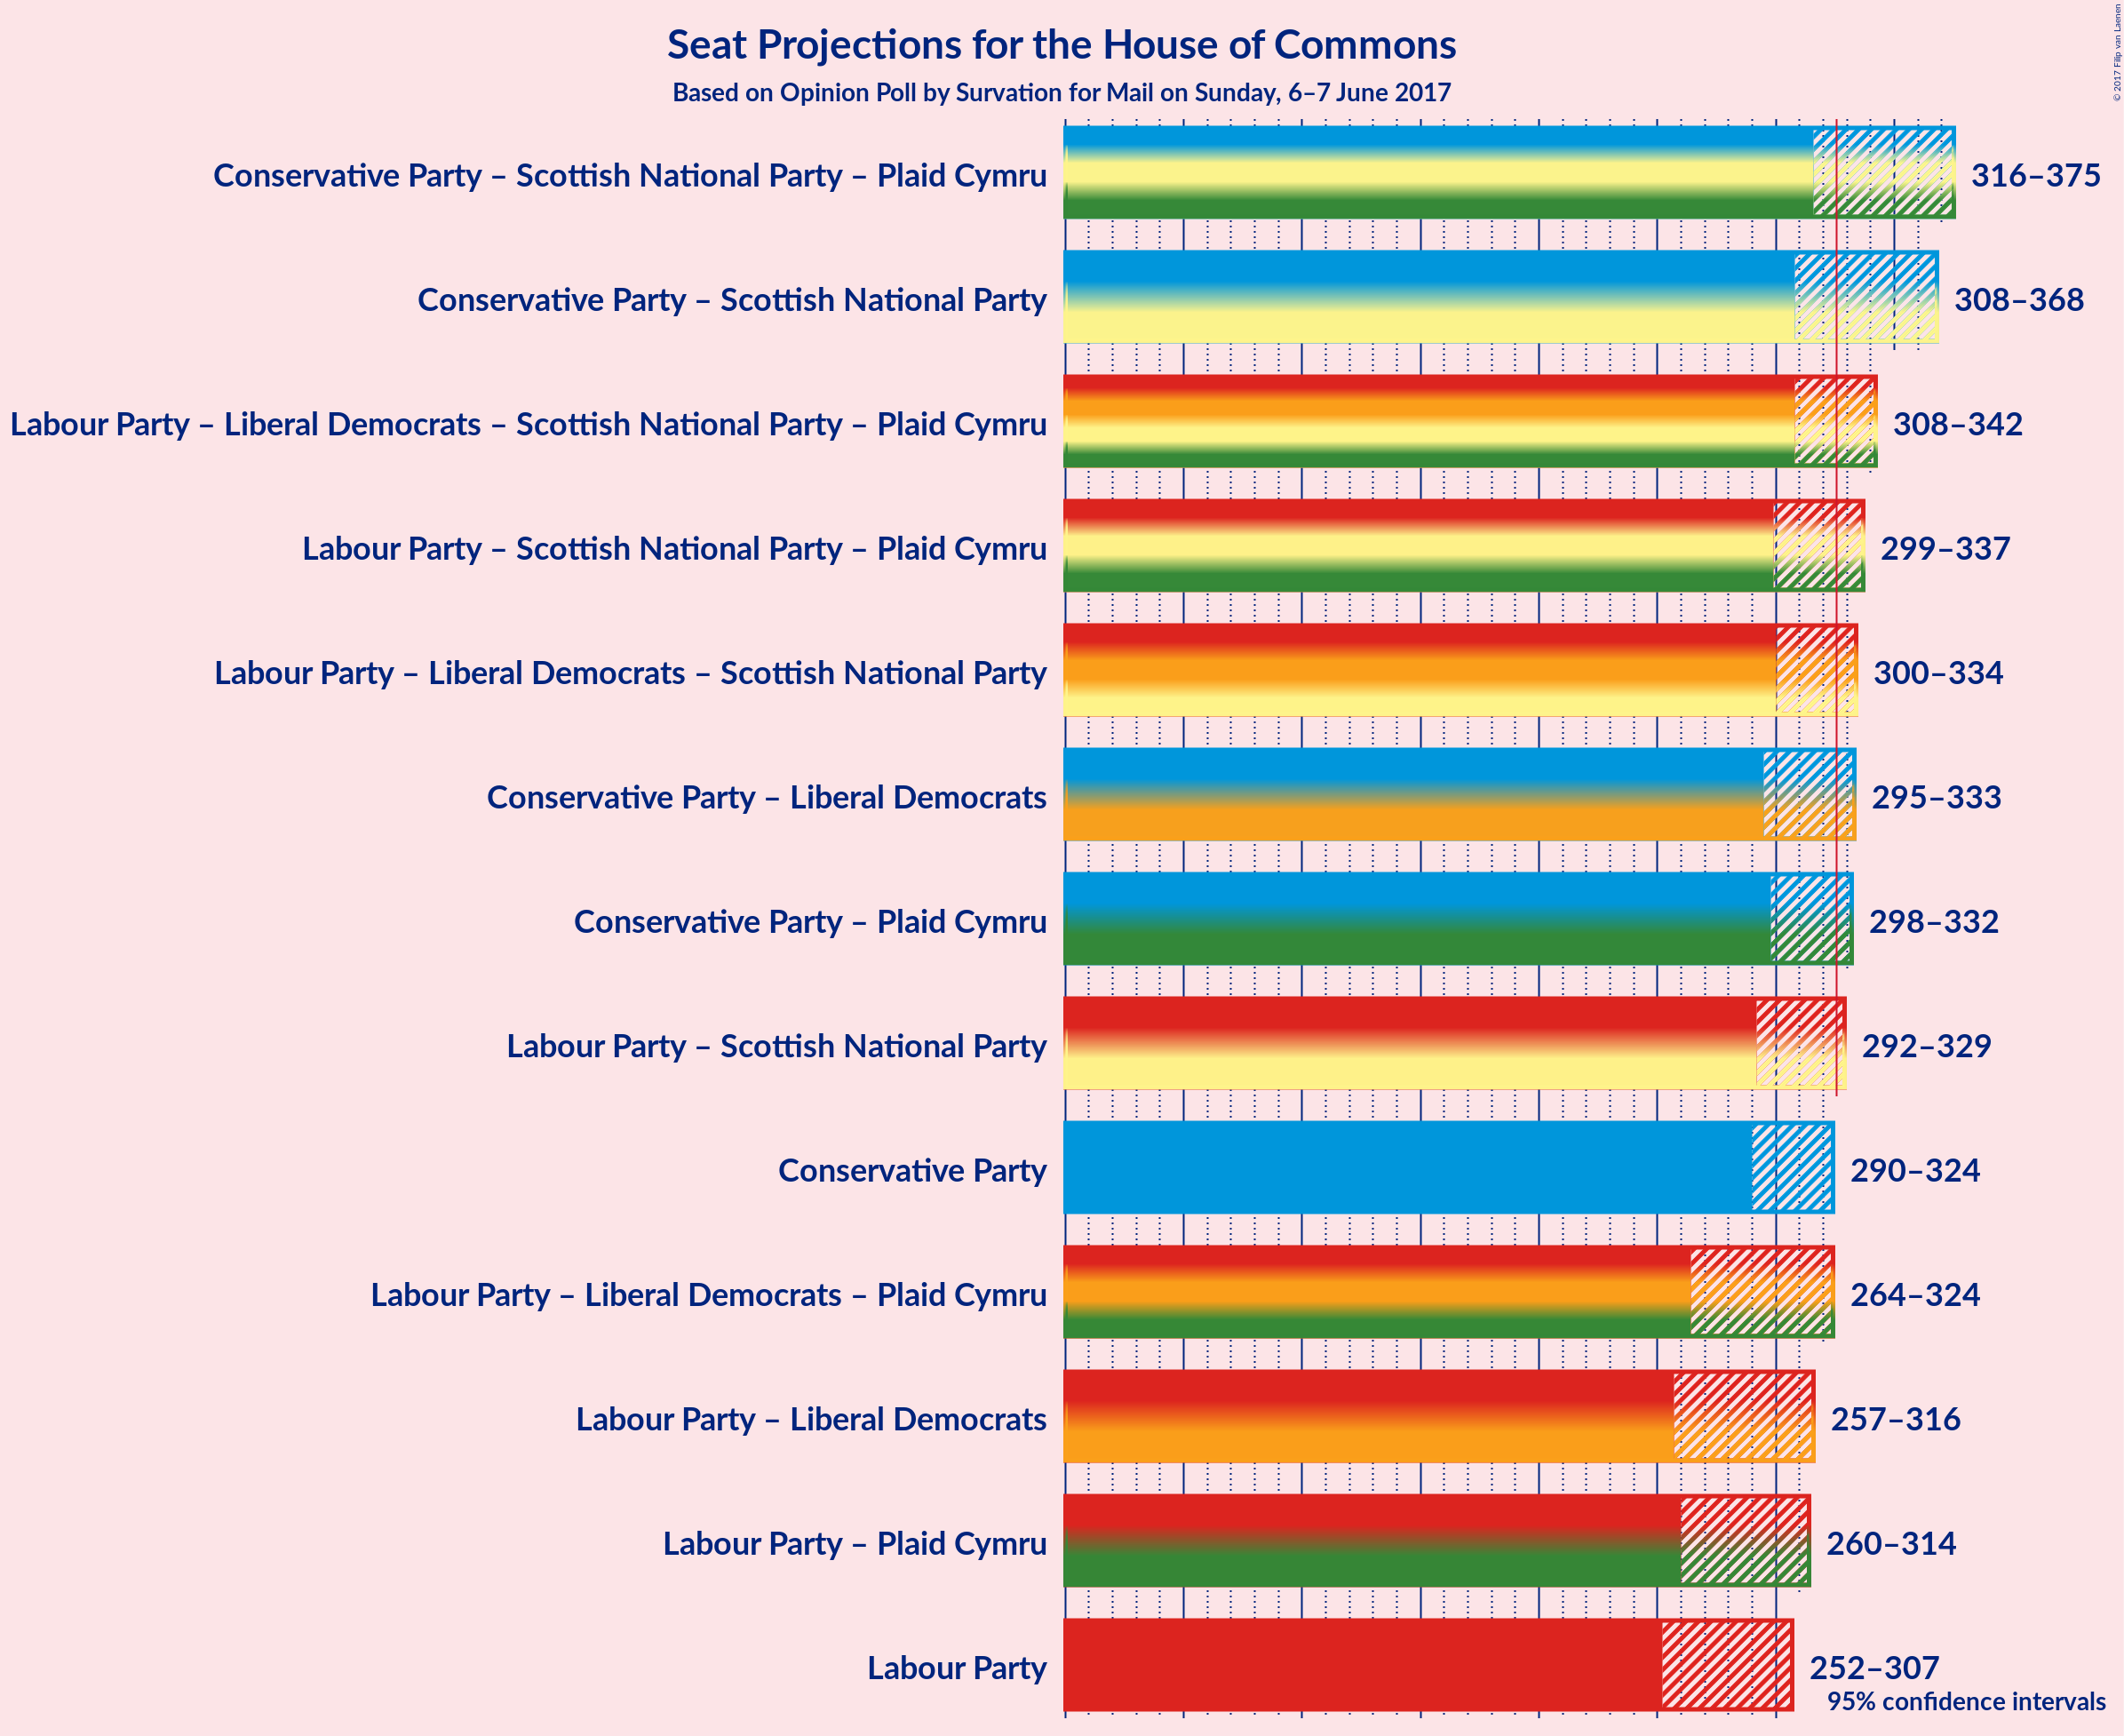 Seat Projections for the House of Commons
Based on Opinion Poll by Survation for Mail on Sunday, 6–7 June 2017
© 2017 Filip van Laenen
Conservative Party – Scottish National Party – Plaid Cymru 316–375
Conservative Party – Scottish National Party 308–368
Labour Party – Liberal Democrats – Scottish National Party – Plaid Cymru 308–342
Labour Party – Scottish National Party – Plaid Cymru 299–337
Labour Party – Liberal Democrats – Scottish National Party 300–334
Conservative Party – Liberal Democrats 295–333
Conservative Party – Plaid Cymru 298–332
Labour Party – Scottish National Party 292–329
Conservative Party 290–324
Labour Party – Liberal Democrats – Plaid Cymru 264–324
Labour Party – Liberal Democrats 257–316
Labour Party – Plaid Cymru 260–314
Labour Party 252–307
95% confidence intervals